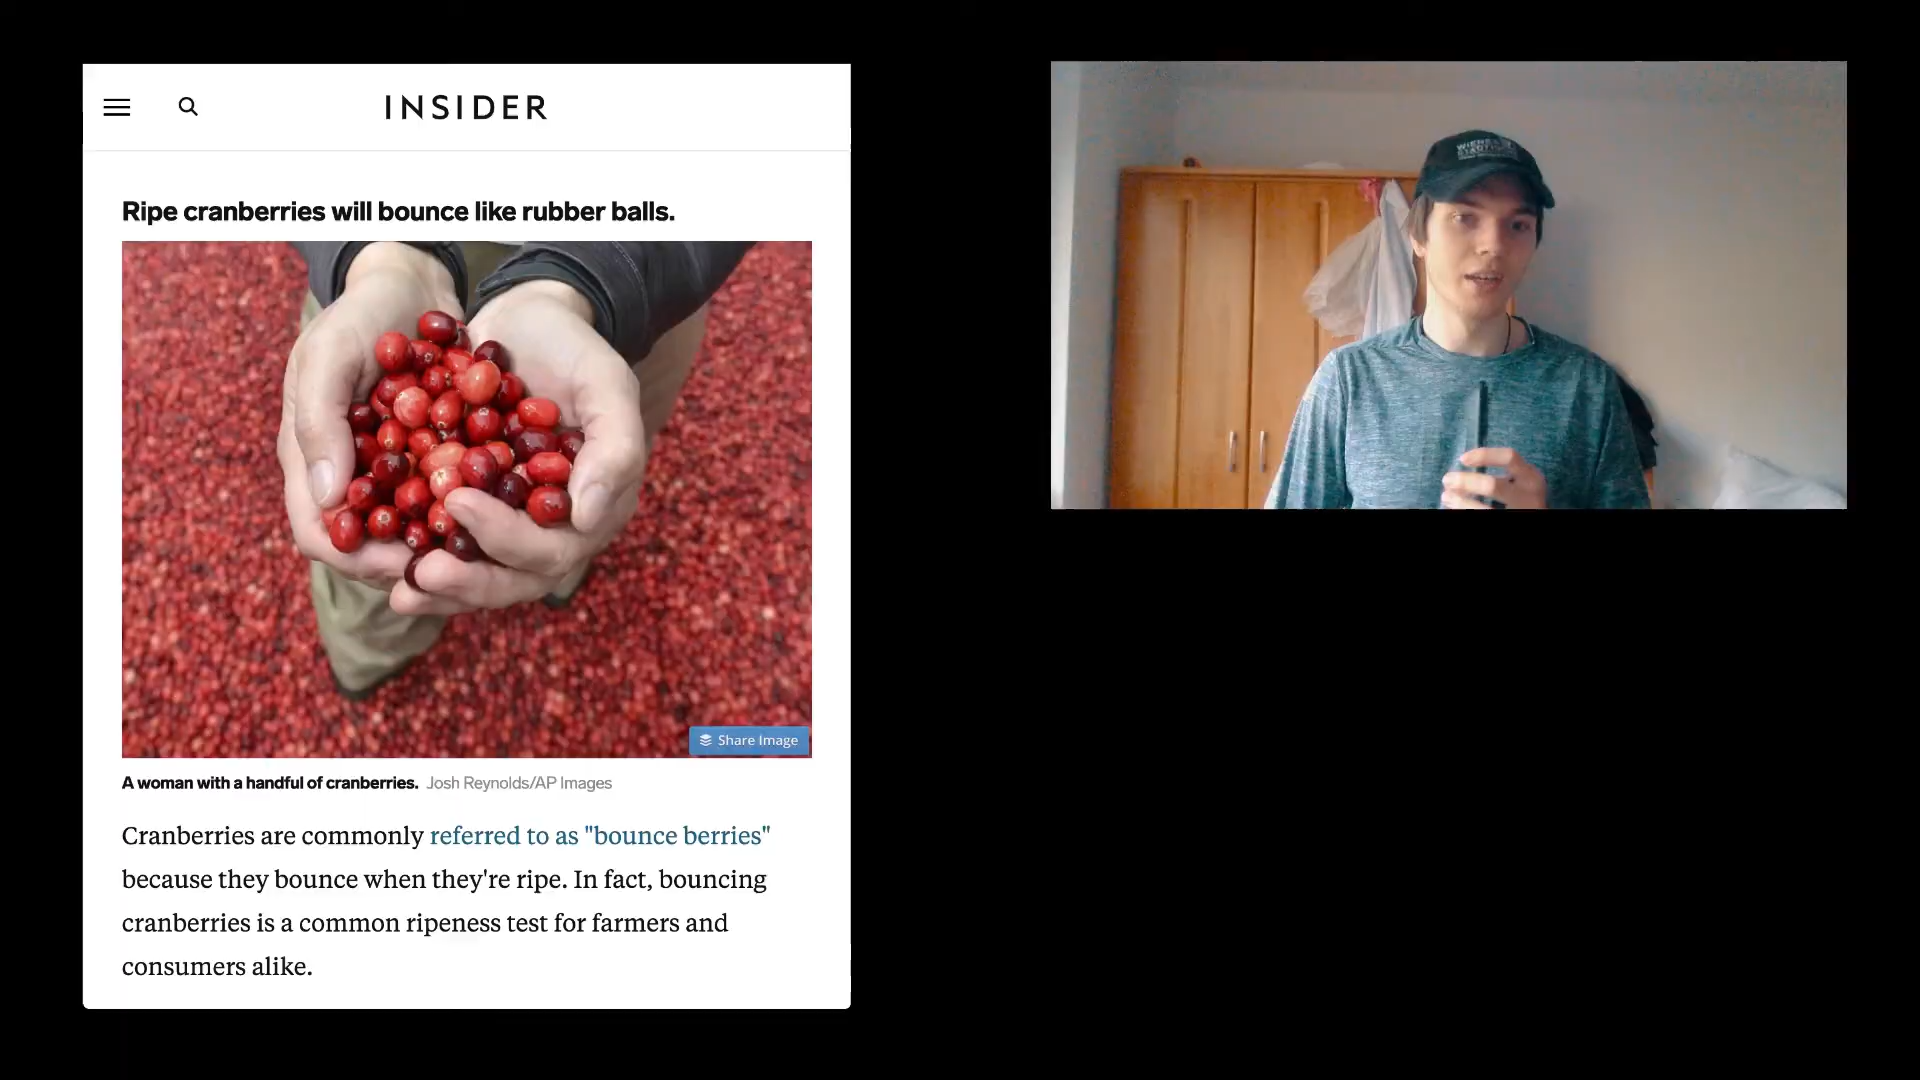 INSIDER
Ripe cranberries will bounce like rubber balls.
Share Image
A woman with a handful of cranberries. Josh Reynolds/AP Images
Cranberries are commonly referred to as "bounce berries"
because they bounce when they're ripe. In fact, bouncing
cranberries is a common ripeness test for farmers and
consumers alike.